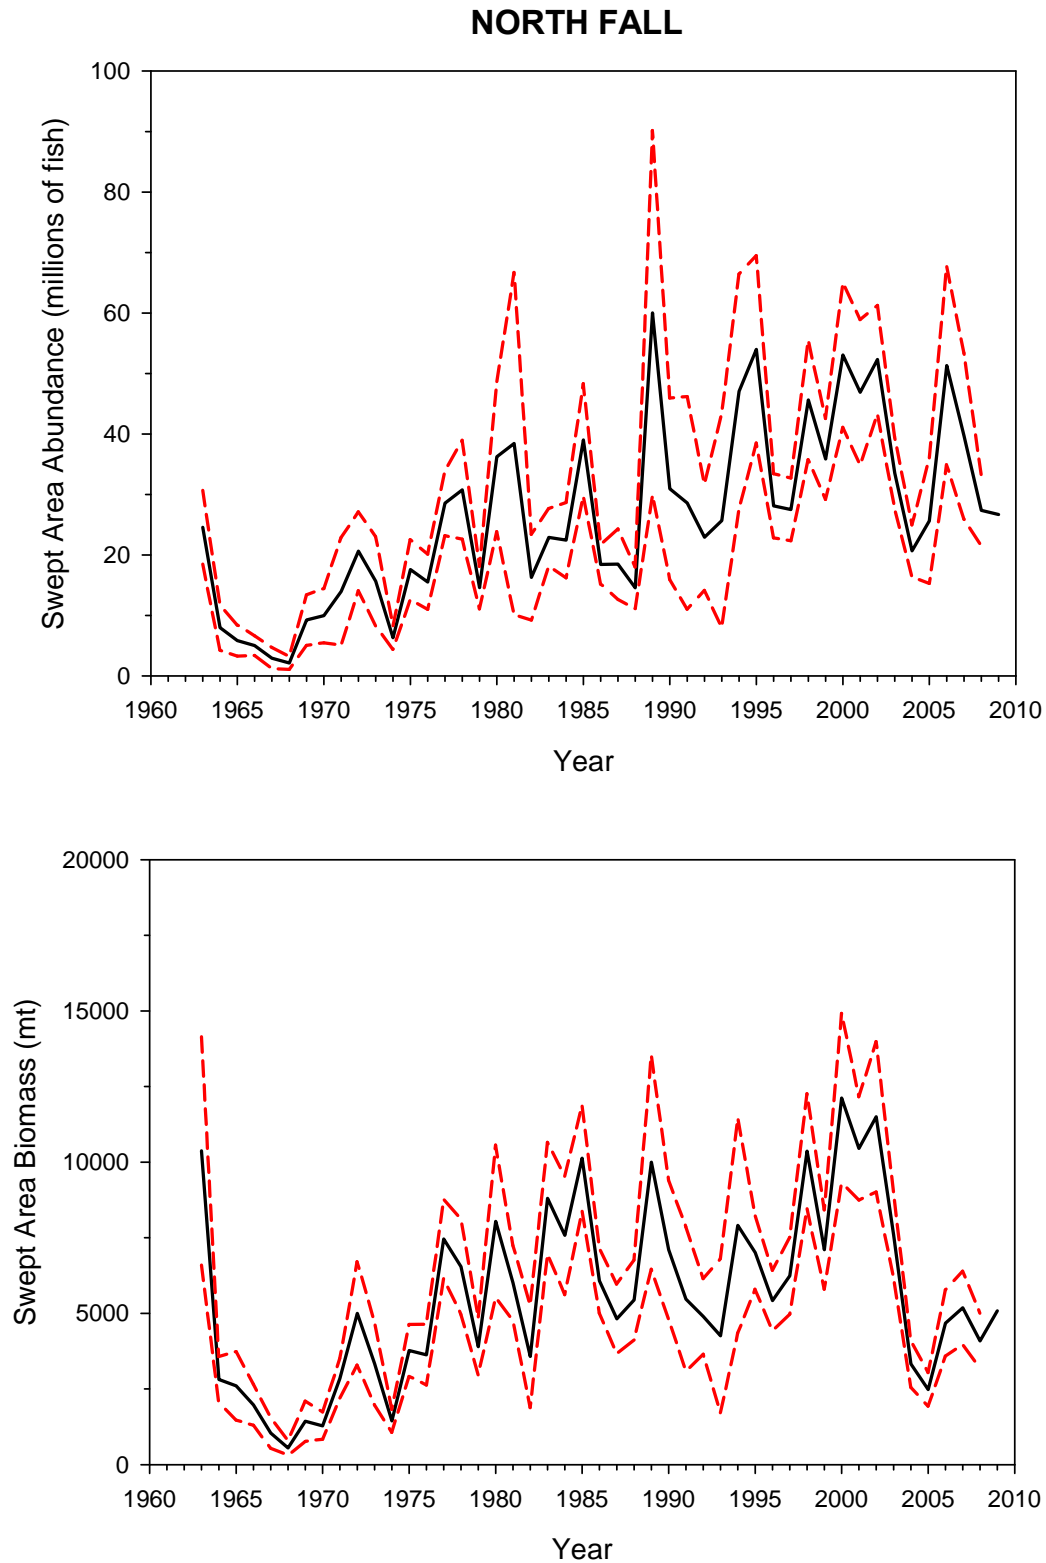 NORTH FALL
Swept Area Abundance (millions of fish)
100
80
60
40
20
0
1960 1965 1970 1975 1980 1985 1990 1995 2000 2005 2010
Year
Swept Area Biomass (mt)
20000
15000
10000
5000
0
1960 1965 1970 1975 1980 1985 1990 1995 2000 2005 2010
Year